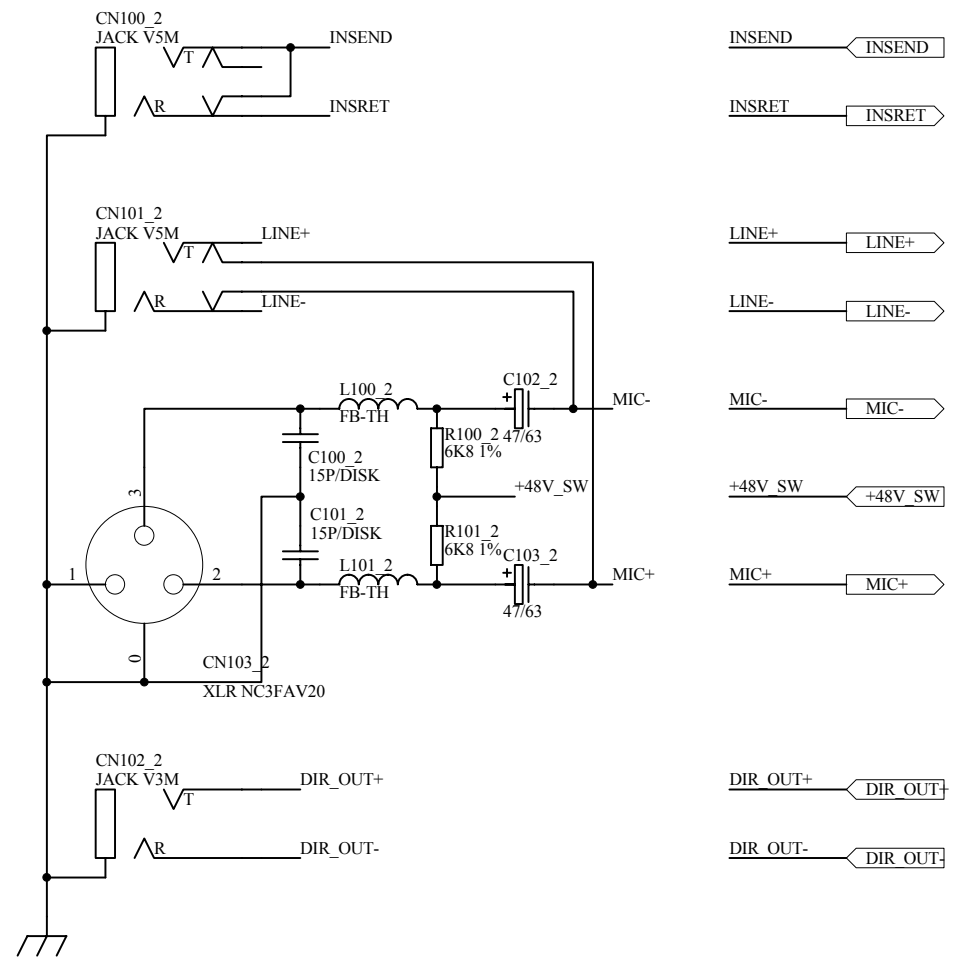 CN100_2
JACK V5M
T
INSEND
R
INSRET
INSEND
INSEND
INSRET
INSRET
CN101_2
JACK V5M
T
LINE+
R
LINE-
LINE+
LINE+
LINE-
LINE-
L100_2
FB-TH
C102_2
+
47/63
MIC-
MIC-
MIC-
R100_2
6K8 1%
C100_2
15P/DISK
+48V_SW
+48V_SW
+48V_SW
3
C101_2
15P/DISK
R101_2
6K8 1%
1
2
L101_2
FB-TH
C103_2
+
47/63
MIC+
MIC+
MIC+
0
CN103_2
XLR NC3FAV20
CN102_2
JACK V3M
T
DIR_OUT+
R
DIR_OUT-
DIR_OUT+
DIR_OUT+
DIR_OUT-
DIR_OUT-